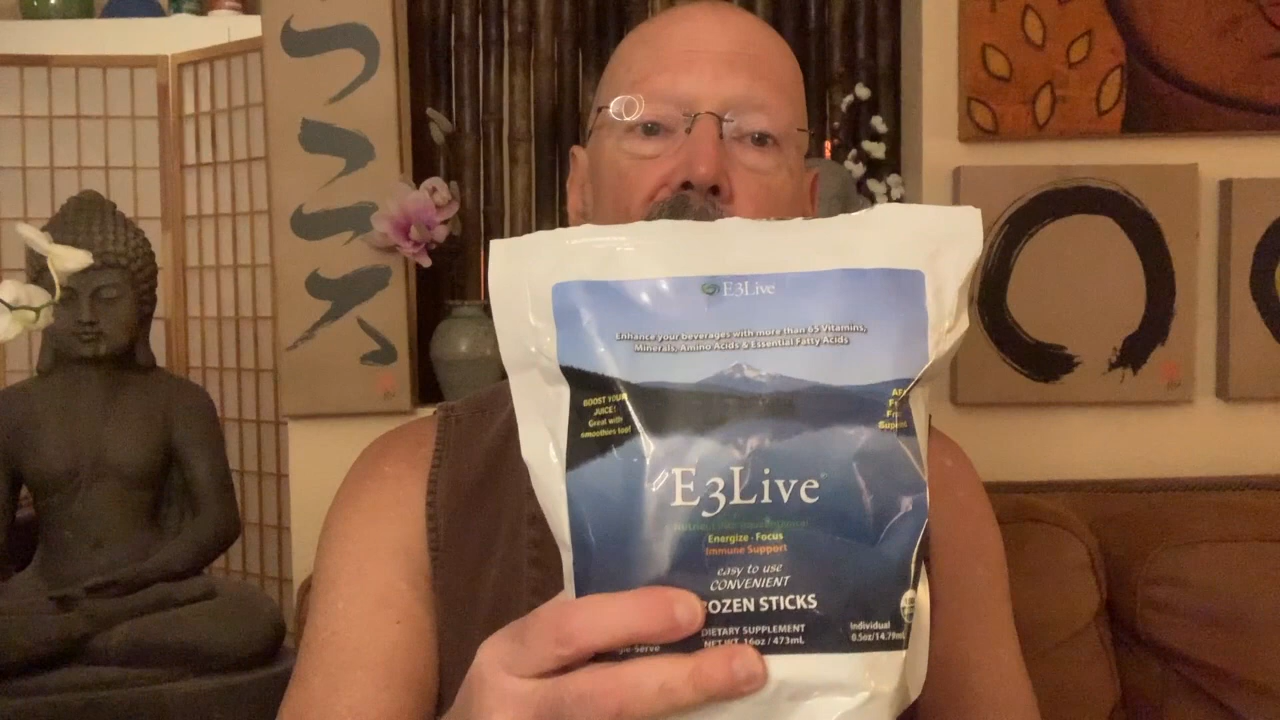 E3Live
Enhance your beverages with more than 65 Vitamins,
Minerals, Amino Acids & Essential Fatty Acids
BOOST YOUR
JUICE!
Great with
smoothies too!
E3Live
Energize - Focus
Immune Support
easy to use
CONVENIENT
OZEN STICKS
DIETARY SUPPLEMENT
NET WT. 16oz / 473mL
Individual
0.5oz/14.79mL